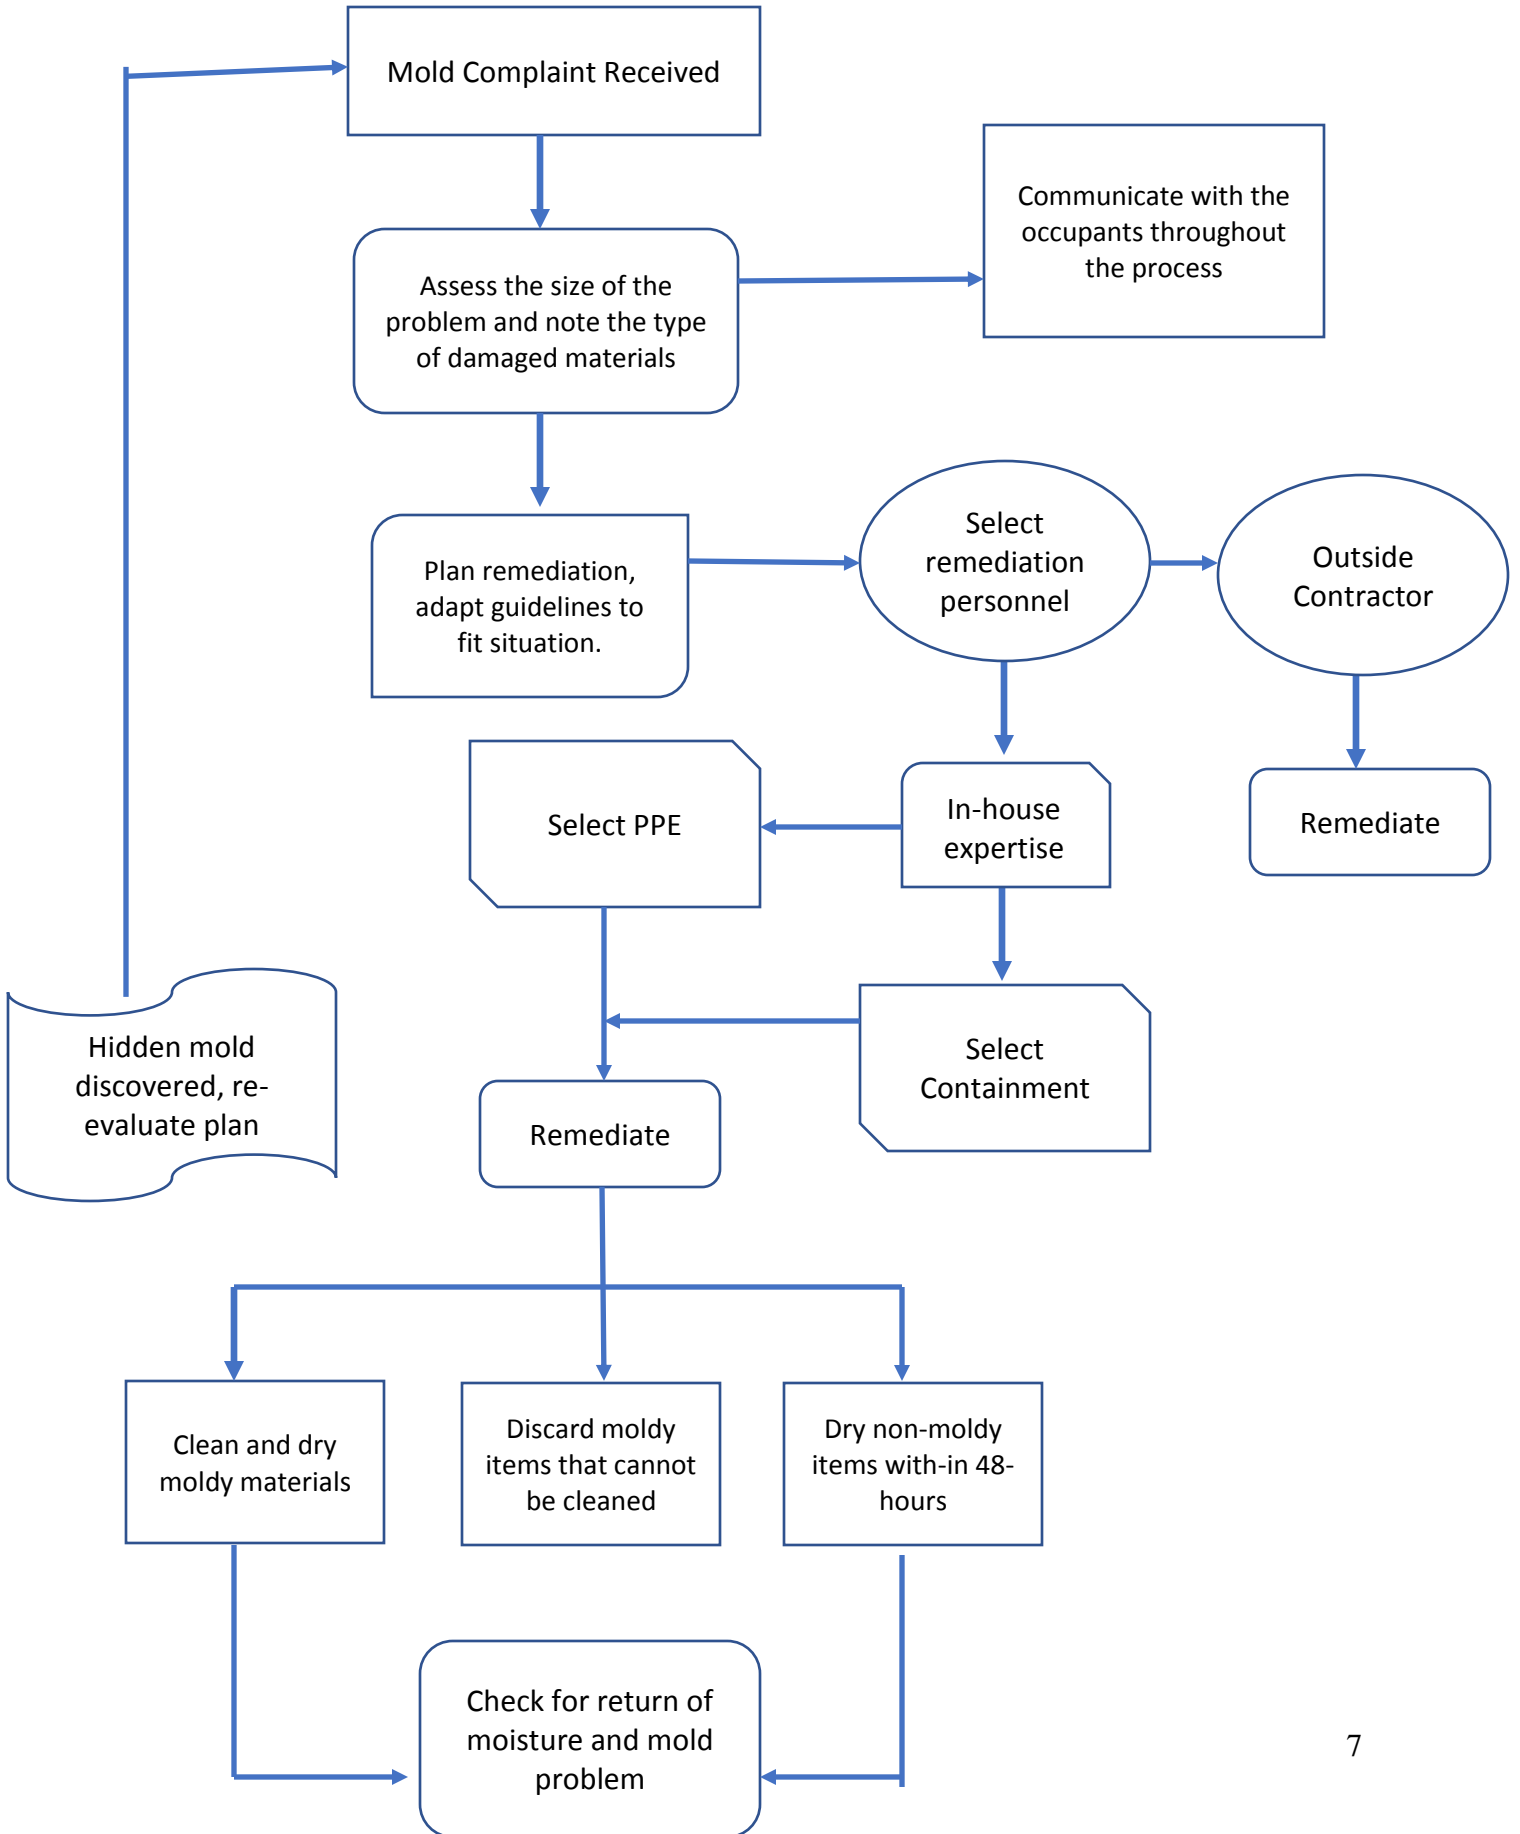 Mold Complaint Received
Communicate with the
occupants throughout
the process
Assess the size of the
problem and note the type
of damaged materials
Select
remediation
personnel
Outside
Contractor
Plan remediation,
adapt guidelines to
fit situation.
Select PPE
In-house
expertise
Remediate
Hidden mold
discovered, re-
evaluate plan
Select
Containment
Remediate
Clean and dry
moldy materials
Discard moldy
items that cannot
be cleaned
Dry non-moldy
items with-in 48-
hours
Check for return of
moisture and mold
problem
7